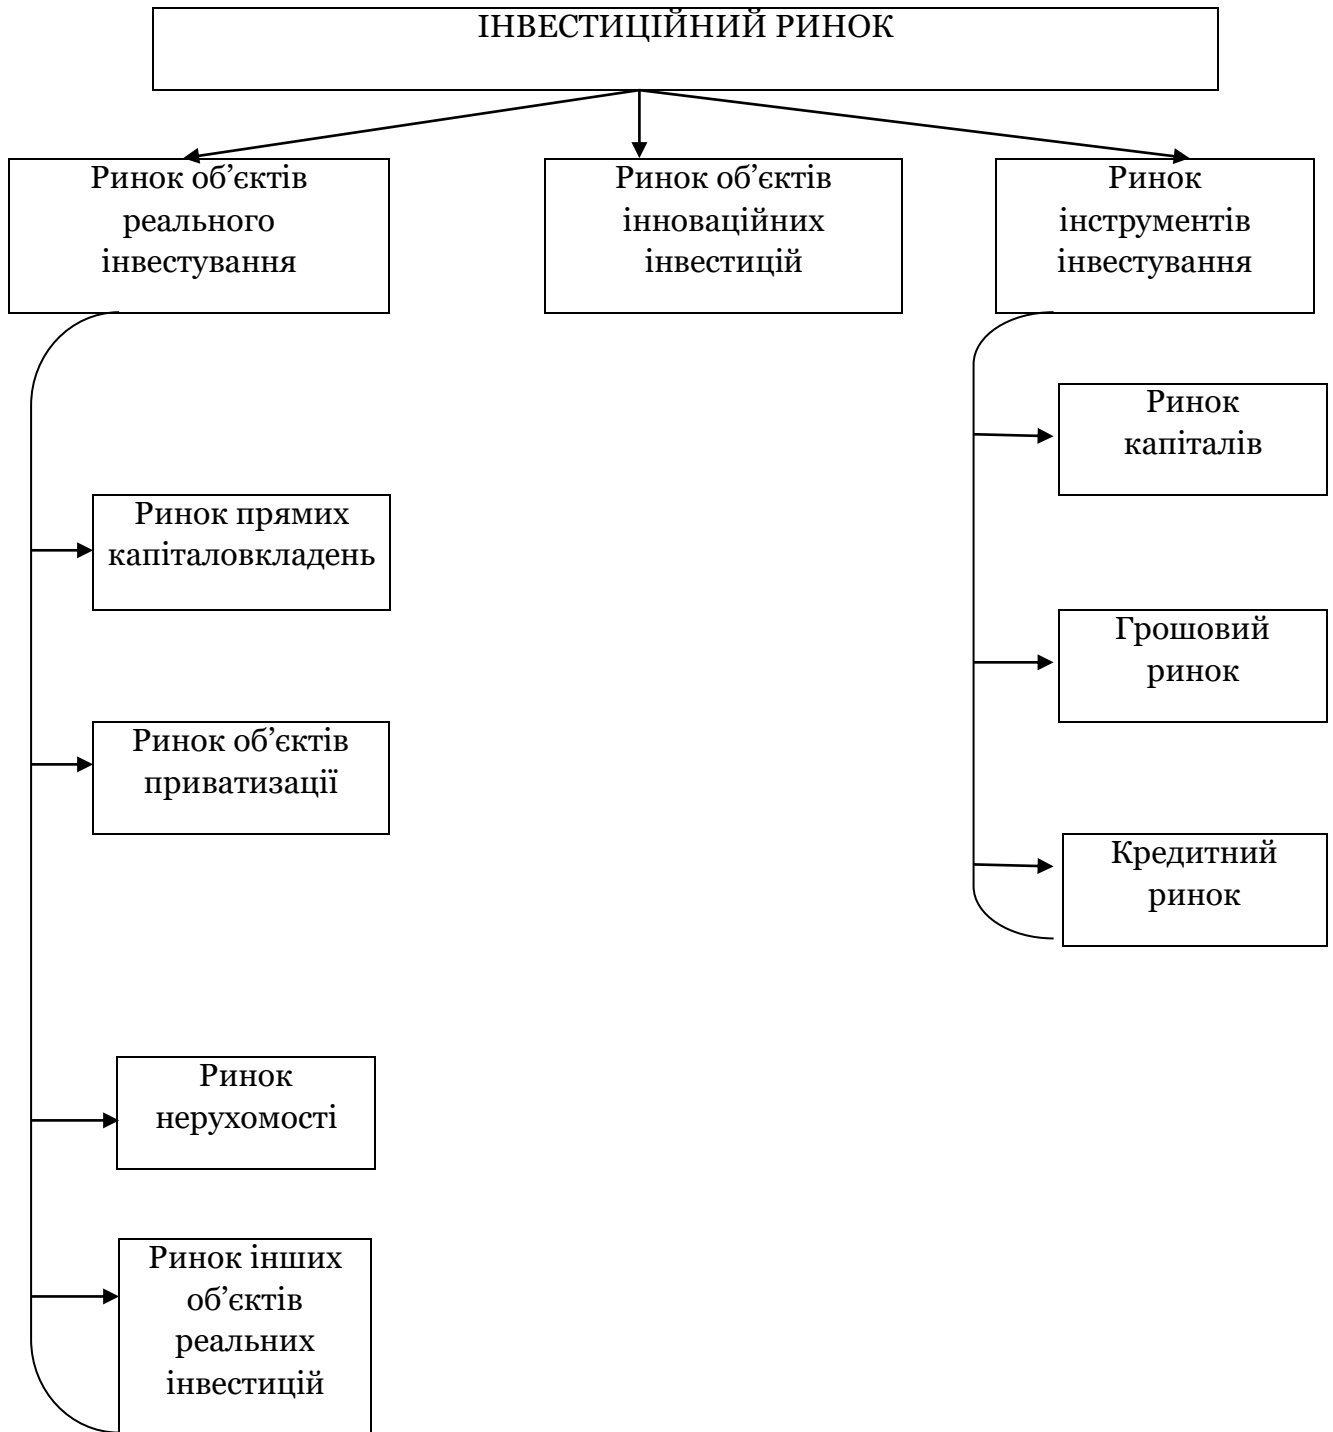 ІНВЕСТИЦІЙНИЙ РИНОК
Ринок об’єктів
реального
інвестування
Ринок об’єктів
інноваційних
інвестицій
Ринок
інструментів
інвестування
Ринок прямих
капіталовкладень
Ринок об’єктів
приватизації
Ринок
нерухомості
Ринок інших
об’єктів
реальних
інвестицій
Ринок
капіталів
Грошовий
ринок
Кредитний
ринок